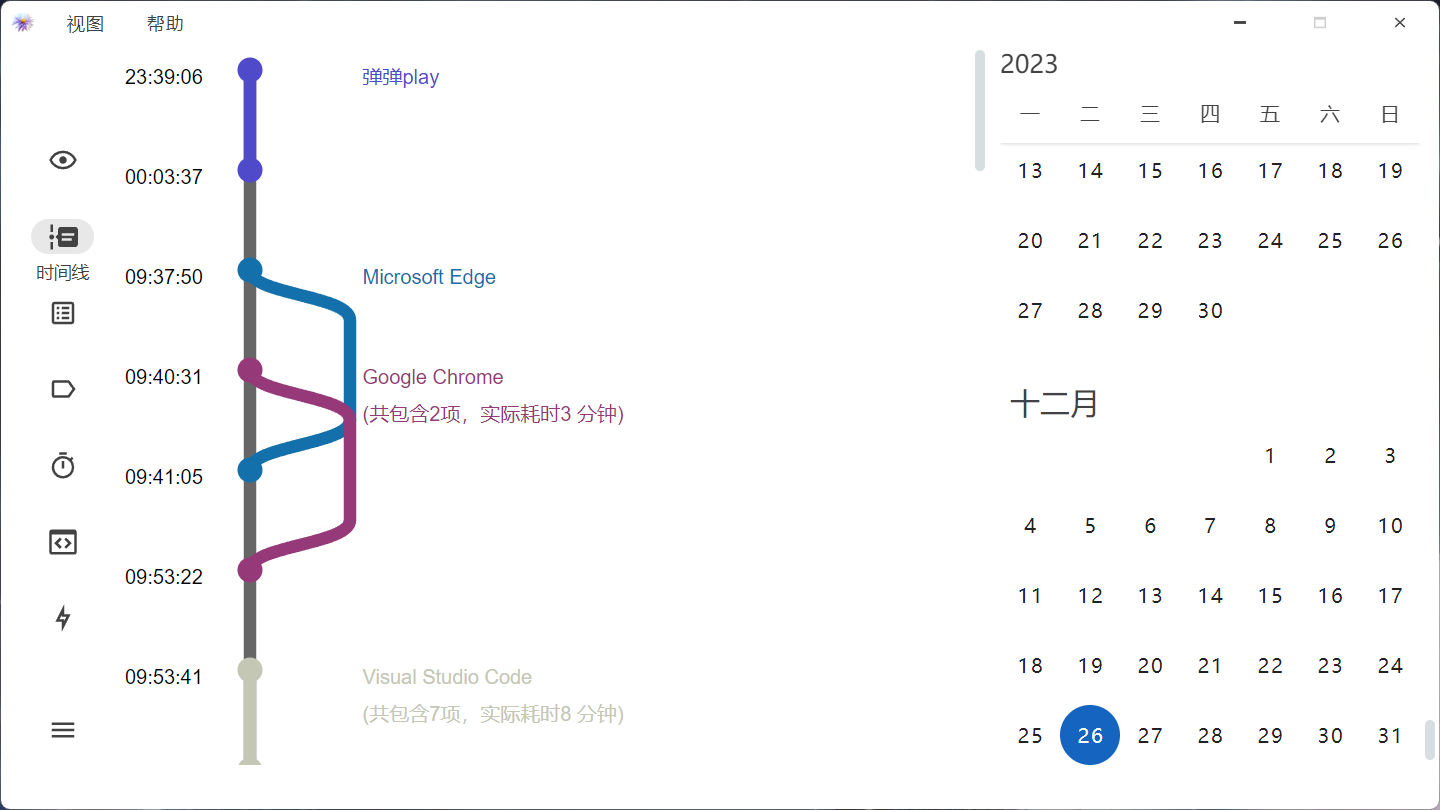 视图 帮助
23:39:06 弹弹play
00:03:37
时间线
09:37:50 Microsoft Edge
09:40:31 Google Chrome
(共包含2项，实际耗时3 分钟)
09:41:05
09:53:22
09:53:41 Visual Studio Code
(共包含7项，实际耗时8 分钟)
2023
一 二 三 四 五 六 日
13 14 15 16 17 18 19
20 21 22 23 24 25 26
27 28 29 30
十二月
1 2 3
4 5 6 7 8 9 10
11 12 13 14 15 16 17
18 19 20 21 22 23 24
25 26 27 28 29 30 31